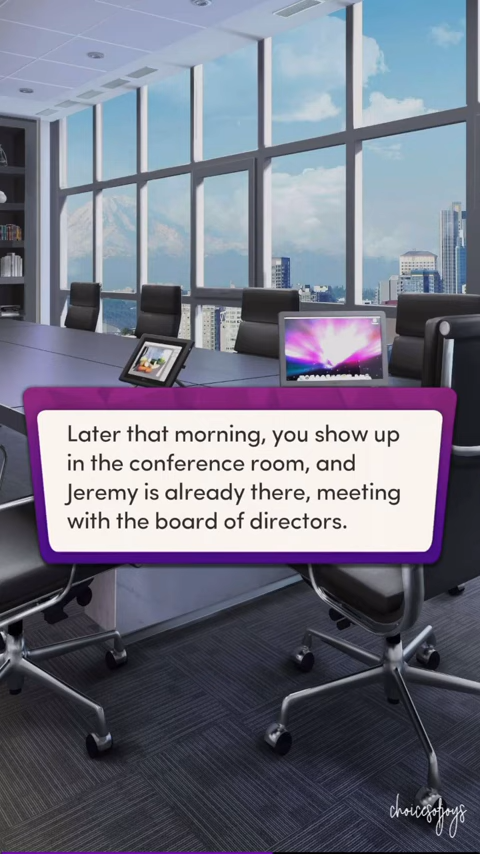 Later that morning, you show up
in the conference room, and
Jeremy is already there, meeting
with the board of directors.
choicesofjoys